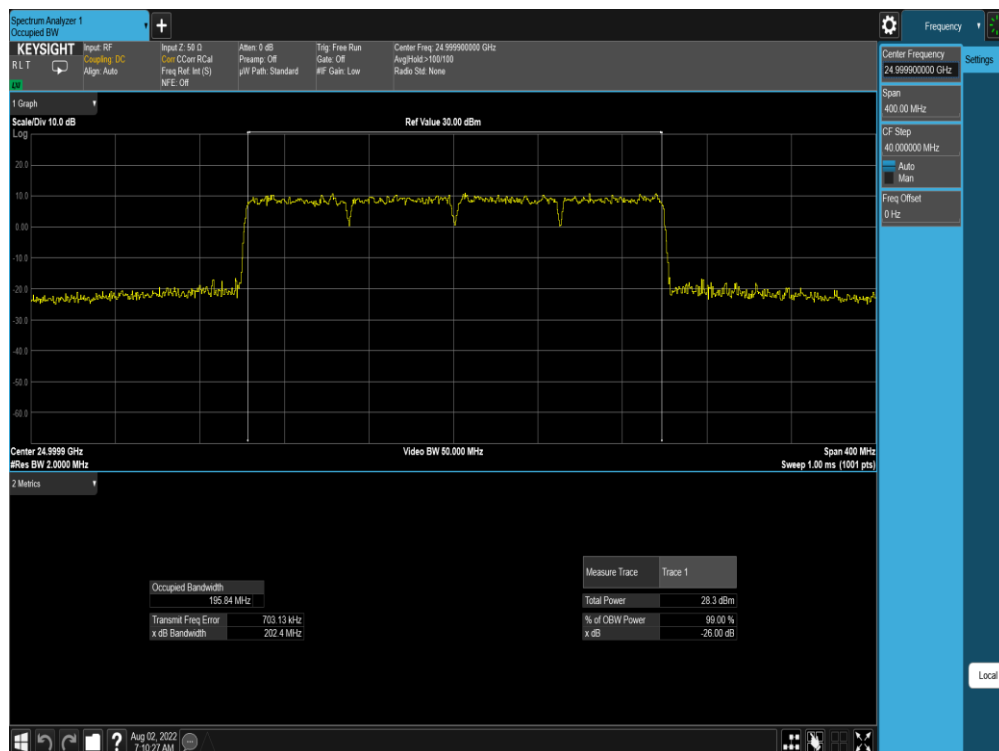 Spectrum Analyzer 1
Occupied BW
+
Frequency
KEYSIGHT
RLT
LXI
Input: RF
Coupling: DC
Align: Auto
Input Z: 50 Ω
Corr CCorr RCal
Freq Ref: Int (S)
NFE: Off
Atten: 0 dB
Preamp: Off
µW Path: Standard
Trig: Free Run
Gate: Off
#IF Gain: Low
Center Freq: 24.999900000 GHz
Avg|Hold:>100/100
Radio Std: None
Center Frequency
24.999900000 GHz
Settings
Span
400.00 MHz
CF Step
40.000000 MHz
Auto
Man
Freq Offset
0 Hz
1 Graph
Scale/Div 10.0 dB
Ref Value 30.00 dBm
Log
20.0
10.0
0.00
-10.0
-20.0
-30.0
-40.0
-50.0
-60.0
Center 24.9999 GHz
Video BW 50.000 MHz
Span 400 MHz
#Res BW 2.0000 MHz
Sweep 1.00 ms (1001 pts)
2 Metrics
Measure Trace Trace 1
Occupied Bandwidth
195.84 MHz
Total Power 28.3 dBm
Transmit Freq Error 703.13 kHz
% of OBW Power 99.00 %
x dB Bandwidth 202.4 MHz
x dB -26.00 dB
Local
?
Aug 02, 2022
7:10:27 AM